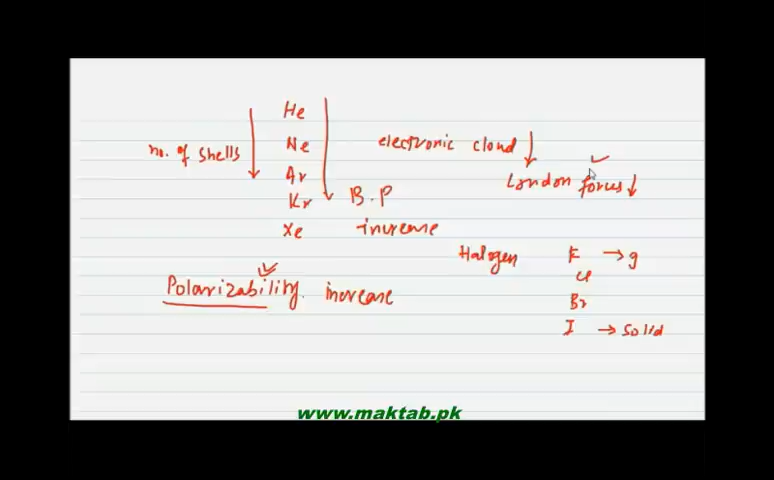 He
no. of shells
Ne
electronic cloud
Ar
London forces
Kr B.P
Xe increase
Halogen F → g
Cl
Polarizability. increase
Br
I → Solid
www.maktab.pk